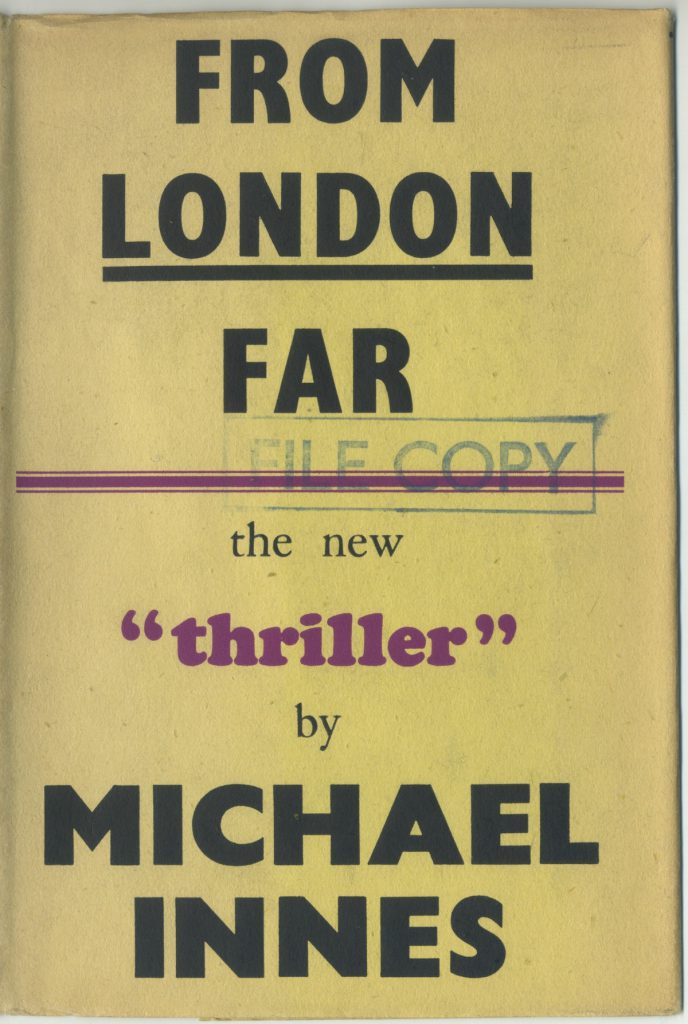 FROM
LONDON
FAR
FILE COPY
the new
“thriller”
by
MICHAEL
INNES